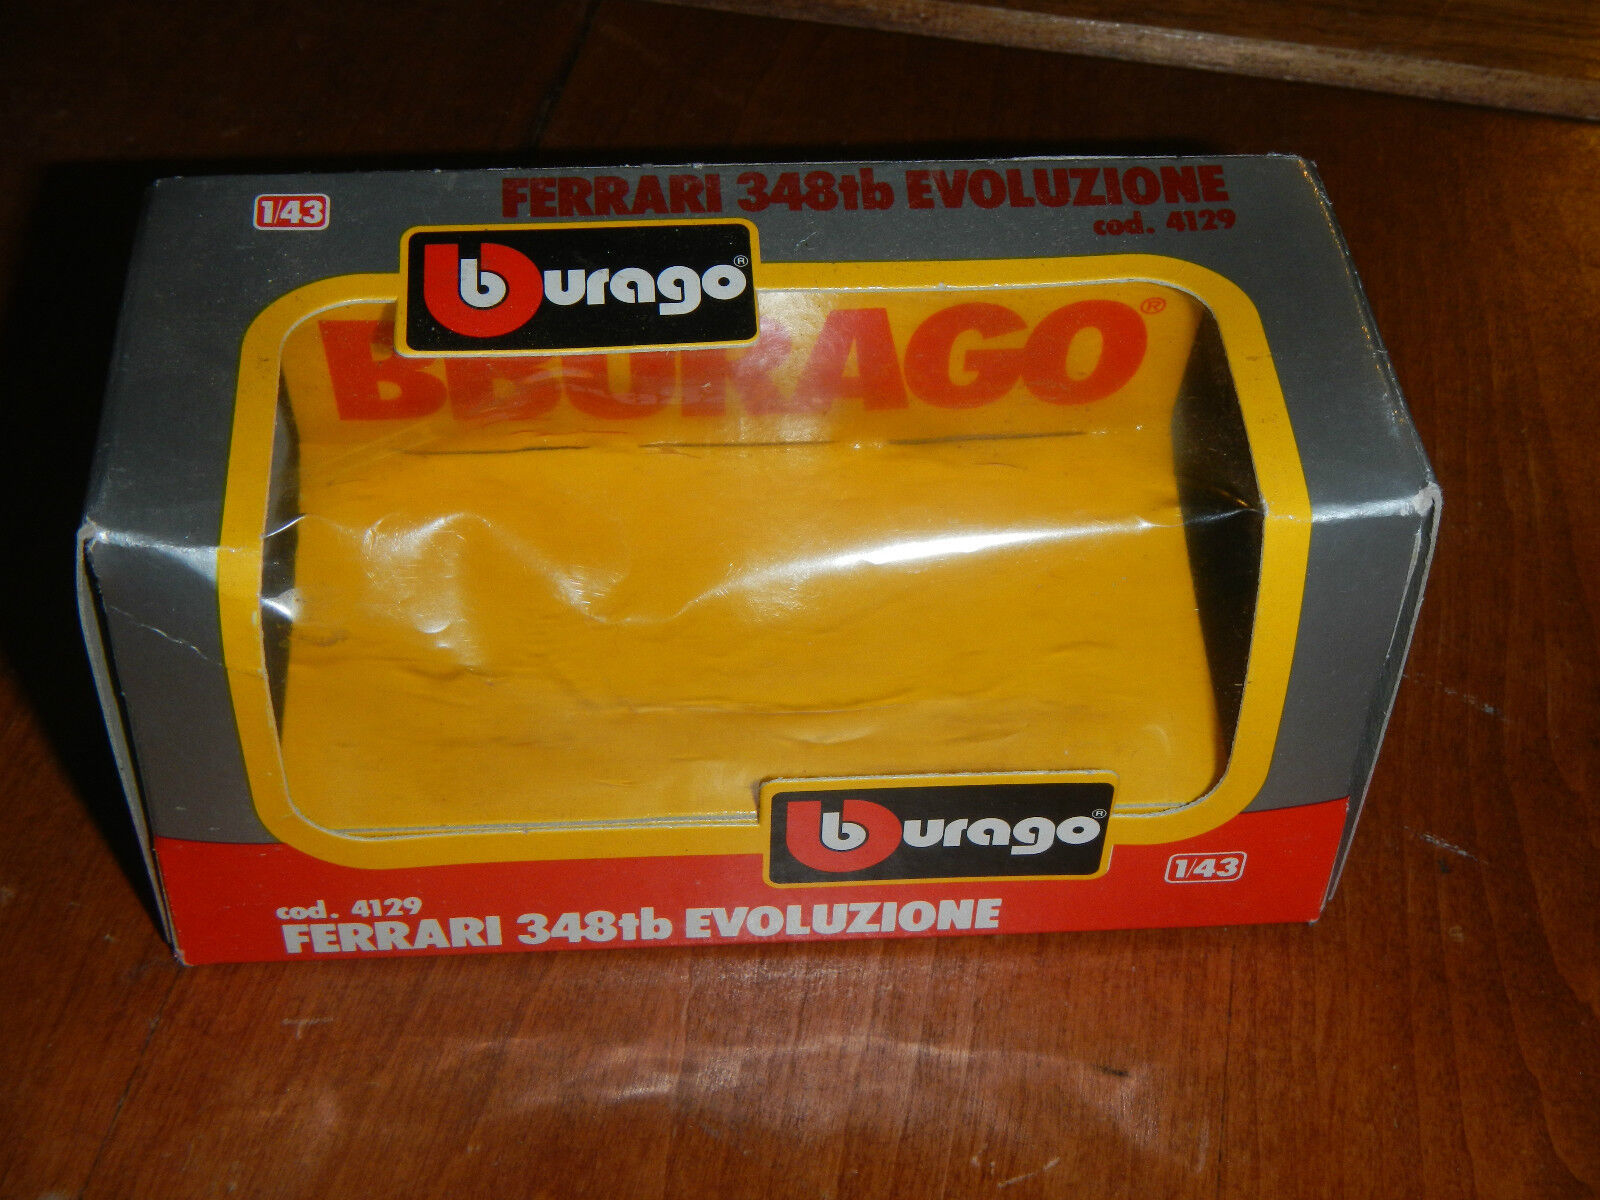 1/43
FERRARI 348tb EVOLUZIONE
cod. 4129
burago®
BBURAGO®
burago®
1/43
cod. 4129
FERRARI 348tb EVOLUZIONE